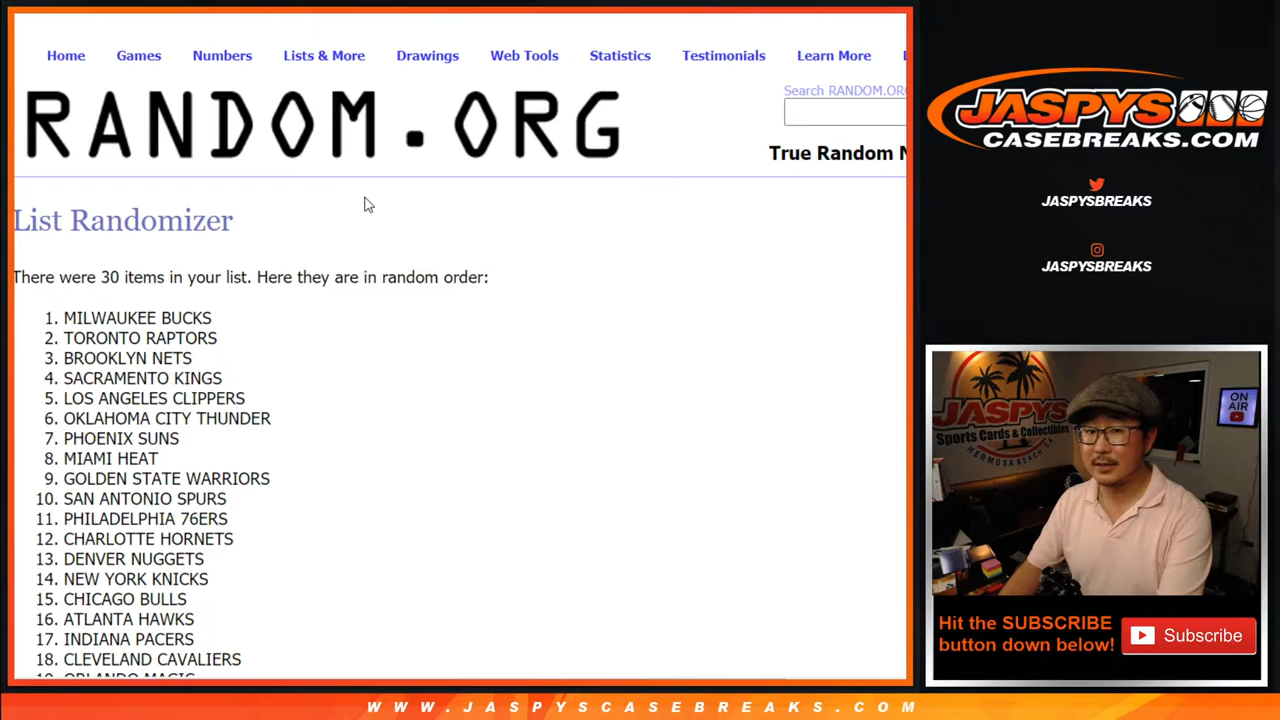 Home Games Numbers Lists & More Drawings Web Tools Statistics Testimonials Learn More
Search RANDOM.ORG
RANDOM.ORG
True Random
List Randomizer
There were 30 items in your list. Here they are in random order:
1. MILWAUKEE BUCKS
2. TORONTO RAPTORS
3. BROOKLYN NETS
4. SACRAMENTO KINGS
5. LOS ANGELES CLIPPERS
6. OKLAHOMA CITY THUNDER
7. PHOENIX SUNS
8. MIAMI HEAT
9. GOLDEN STATE WARRIORS
10. SAN ANTONIO SPURS
11. PHILADELPHIA 76ERS
12. CHARLOTTE HORNETS
13. DENVER NUGGETS
14. NEW YORK KNICKS
15. CHICAGO BULLS
16. ATLANTA HAWKS
17. INDIANA PACERS
18. CLEVELAND CAVALIERS
19. ORLANDO MAGIC
JASPYS
CASEBREAKS.COM
JASPYSBREAKS
JASPYSBREAKS
JASPYS
Sports Cards & Collectibles
HERMOSA BEACH CA
ON
AIR
Hit the SUBSCRIBE
button down below!
Subscribe
WWW.JASPYSCASEBREAKS.COM